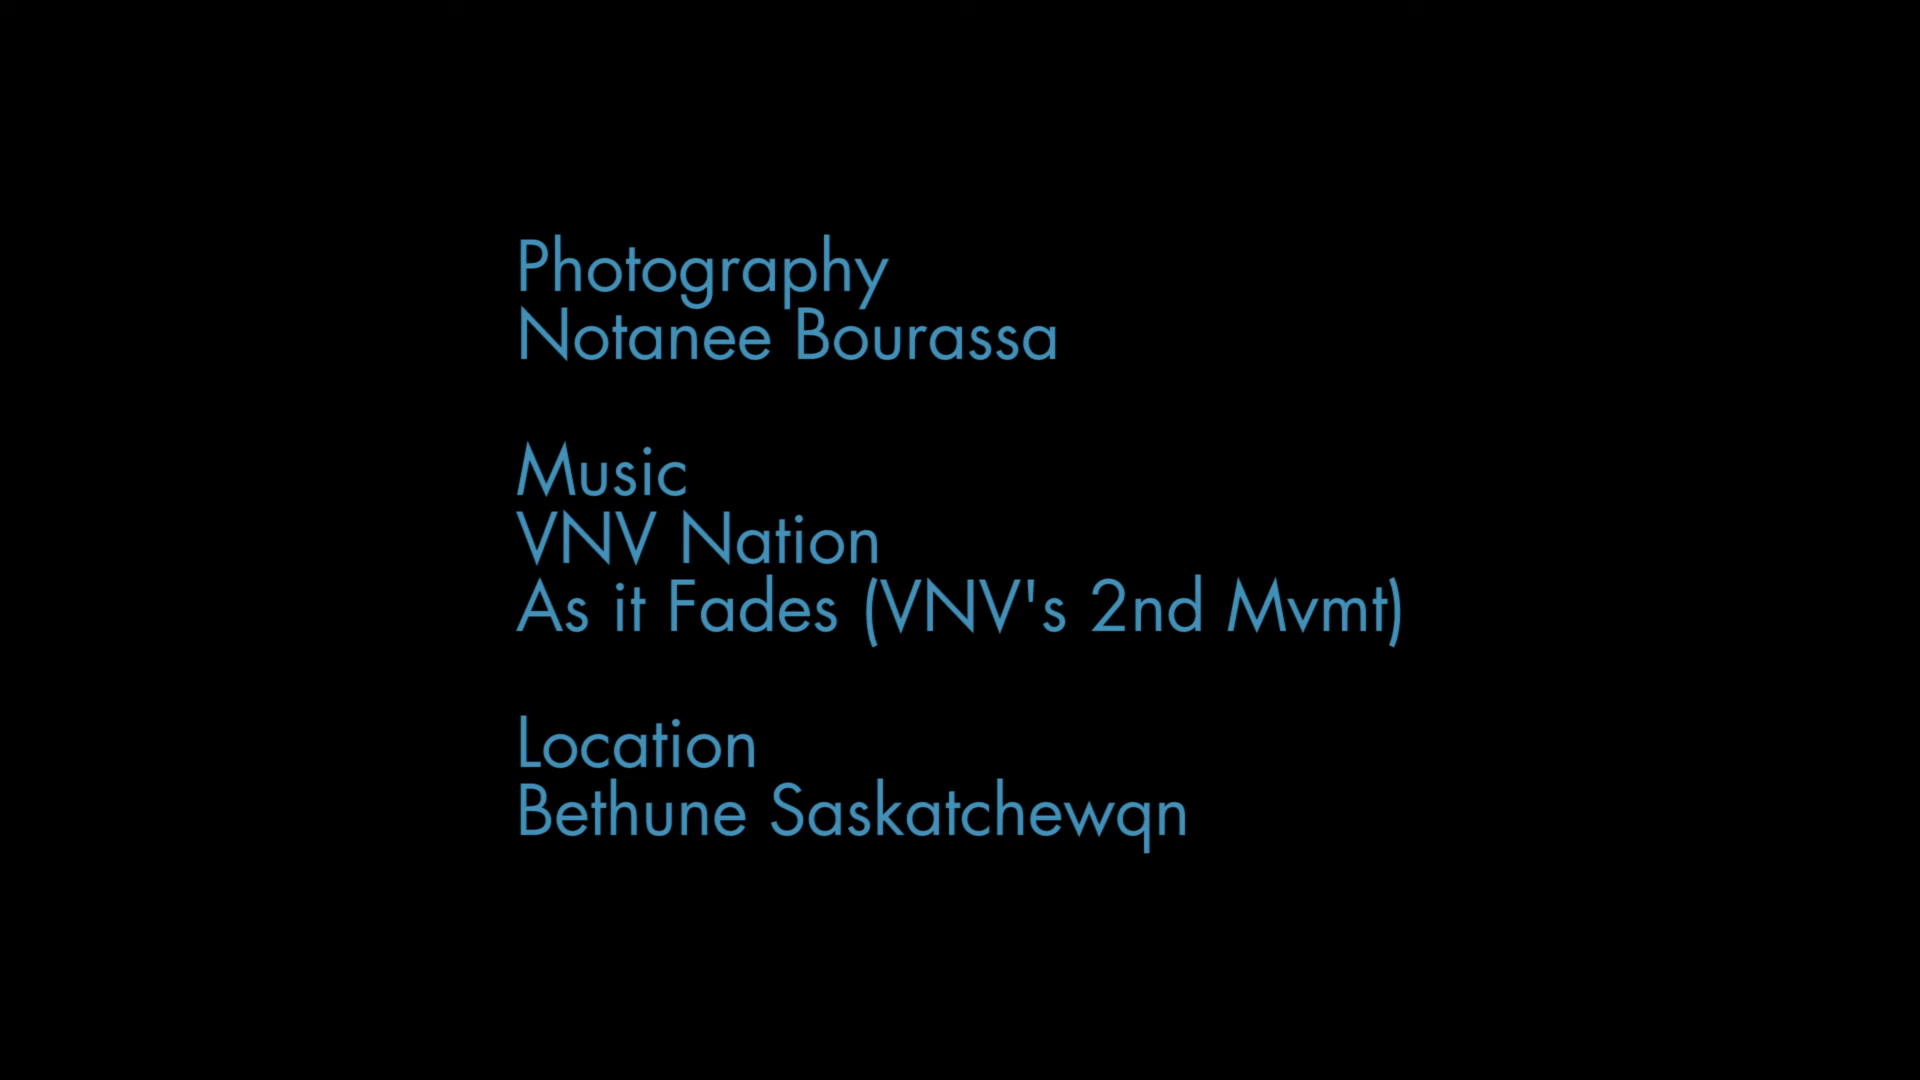 Photography
Notanee Bourassa
Music
VNV Nation
As it Fades (VNV's 2nd Mvmt)
Location
Bethune Saskatchewqn